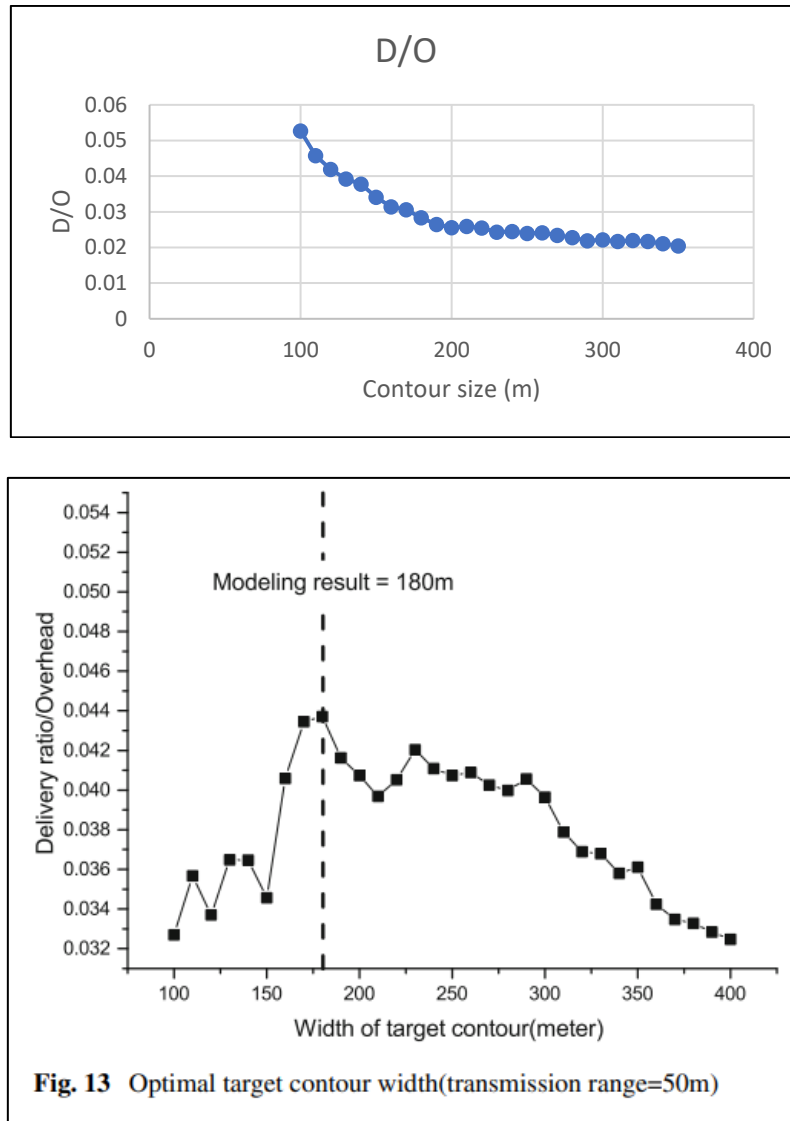 D/O
0.06
0.05
0.04
0.03
0.02
0.01
0
D/O
0 100 200 300 400
Contour size (m)
0.054
0.052
0.050
0.048
0.046
0.044
0.042
0.040
0.038
0.036
0.034
0.032
Delivery ratio/Overhead
Modeling result = 180m
100 150 200 250 300 350 400
Width of target contour(meter)
Fig. 13 Optimal target contour width(transmission range=50m)